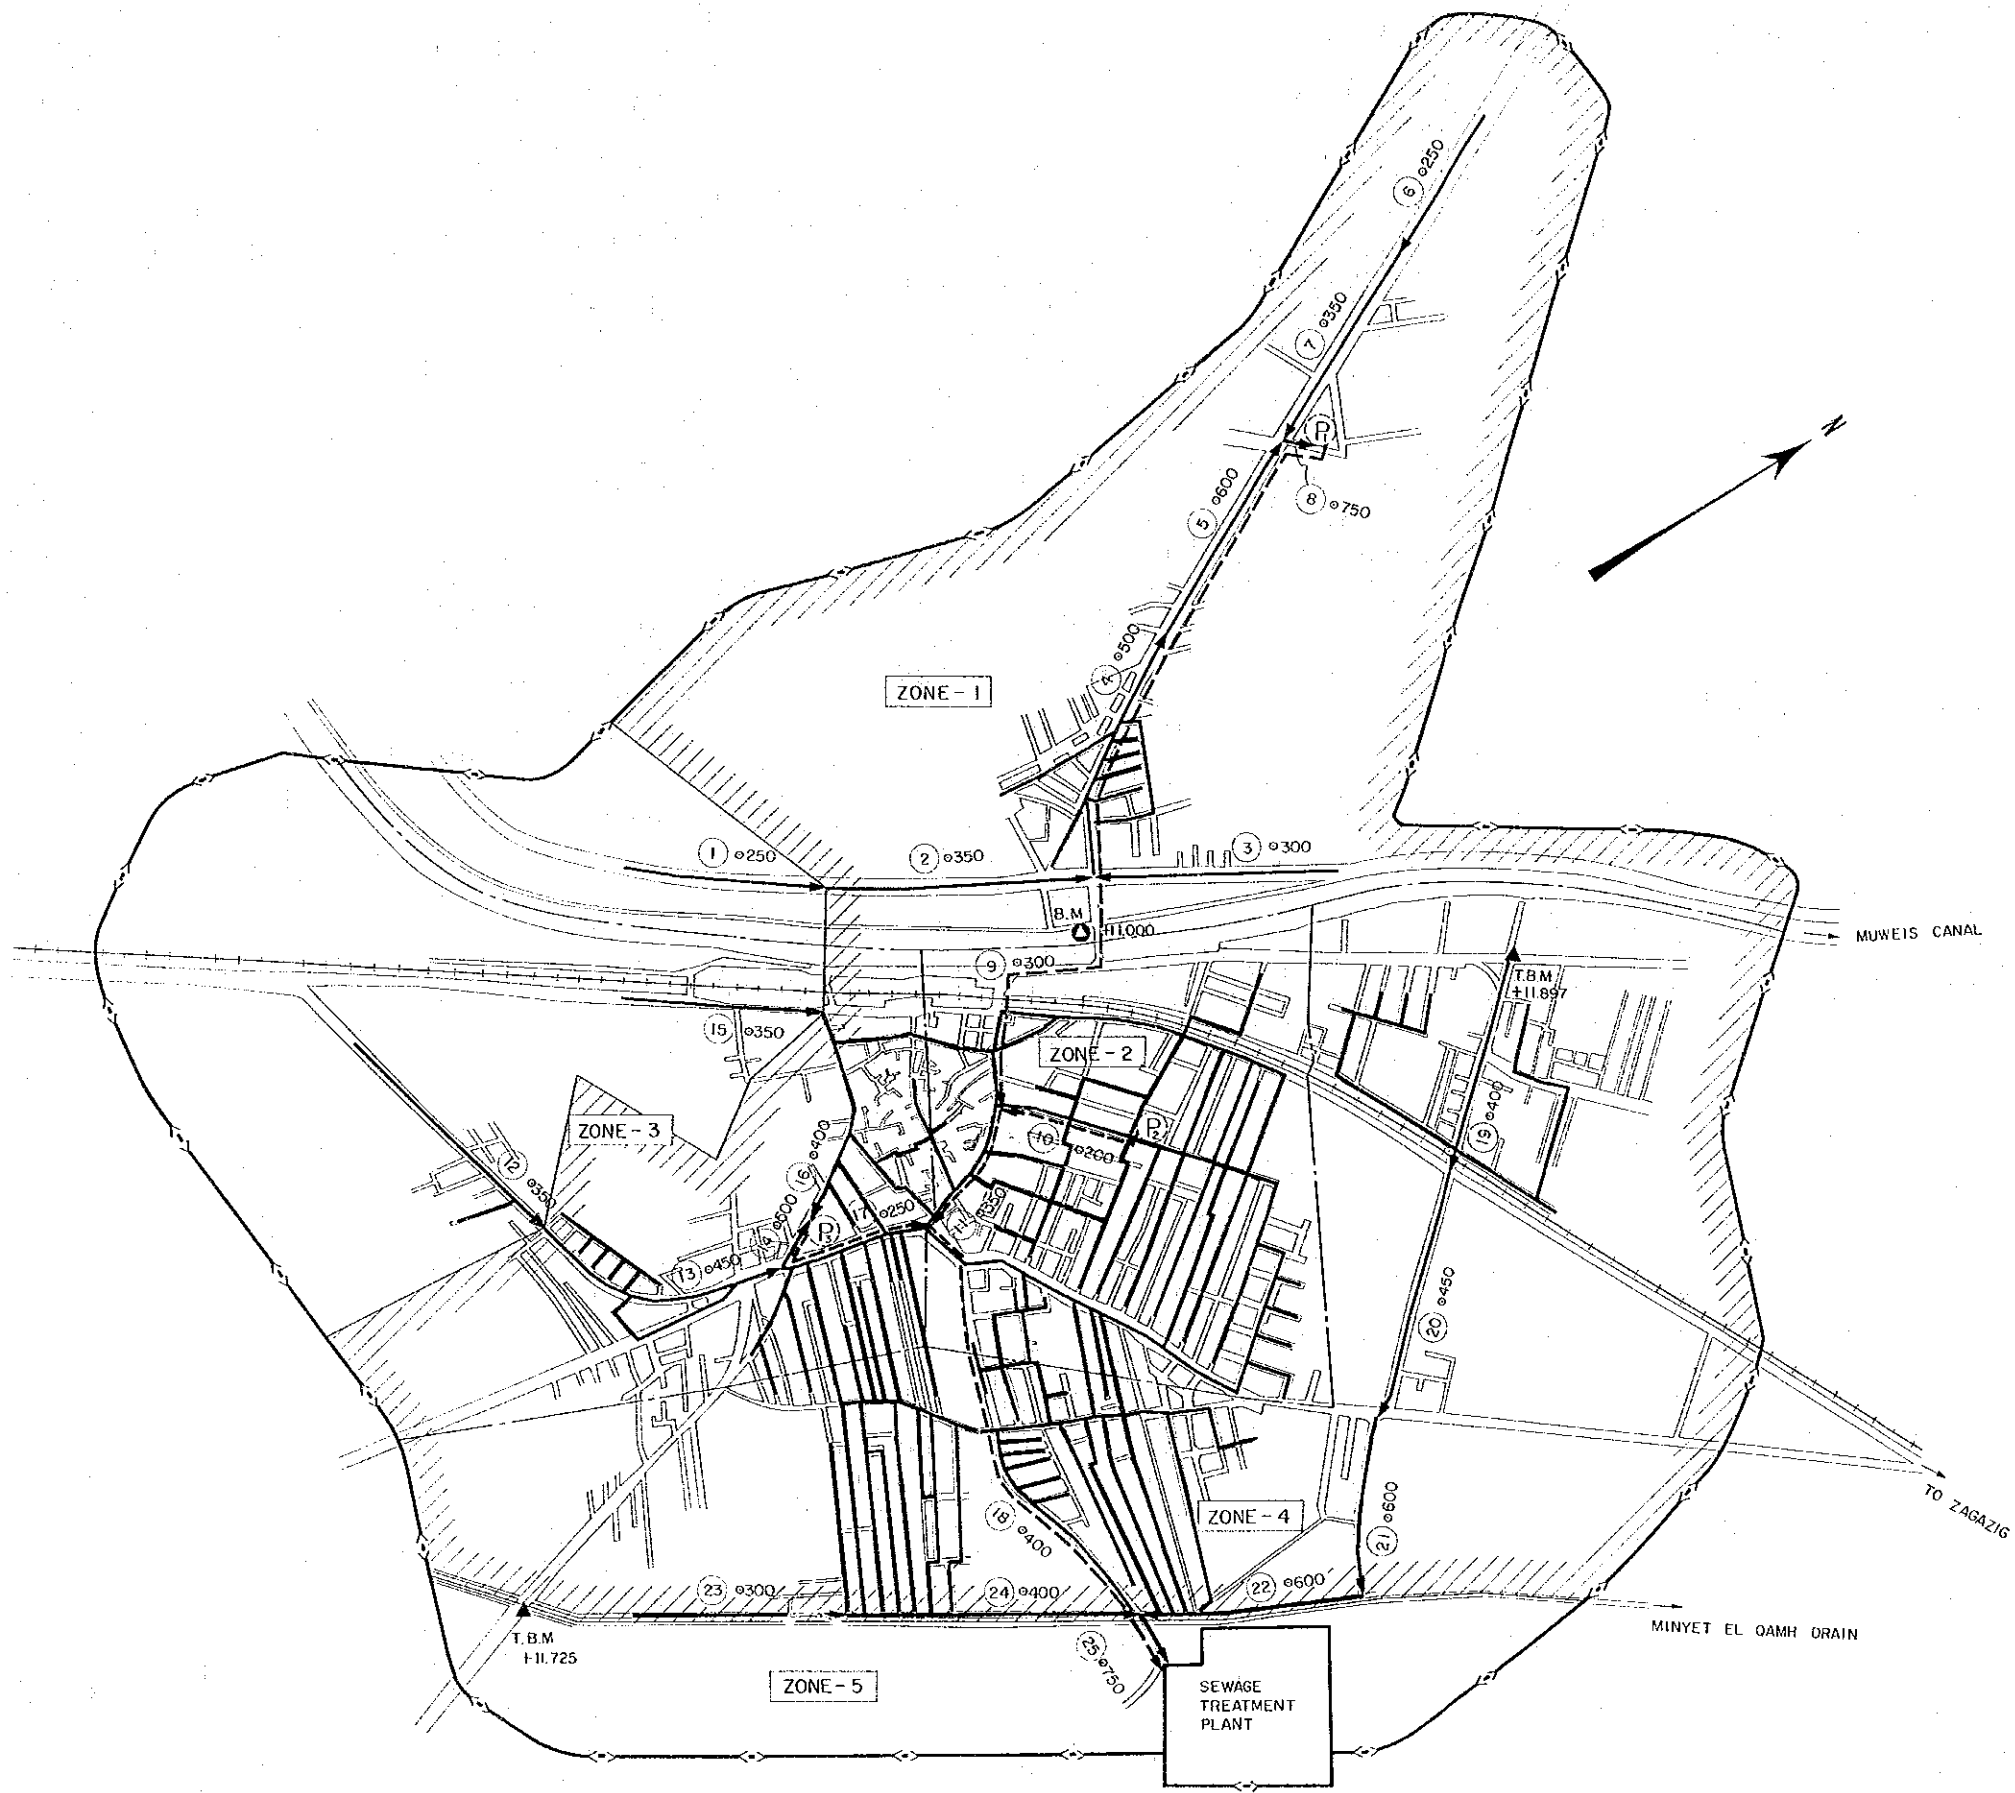 6 ⌀250
N
7 ⌀350
P1
5 ⌀600
8 ⌀750
4 ⌀500
ZONE-1
1 ⌀250
2 ⌀350
3 ⌀300
B.M
+11.000
MUWEIS CANAL
9 ⌀300
T.B.M
+11.897
15 ⌀350
ZONE-2
ZONE-3
16 ⌀400
10 ⌀200
P2
19 ⌀400
12 ⌀350
14 ⌀500
P3
17 ⌀250
11 ⌀350
13 ⌀450
20 ⌀450
18 ⌀400
ZONE-4
21 ⌀600
TO ZAGAZIG
23 ⌀300
24 ⌀400
22 ⌀600
T.B.M
+11.725
MINYET EL QAMH DRAIN
25 ⌀750
ZONE-5
SEWAGE
TREATMENT
PLANT